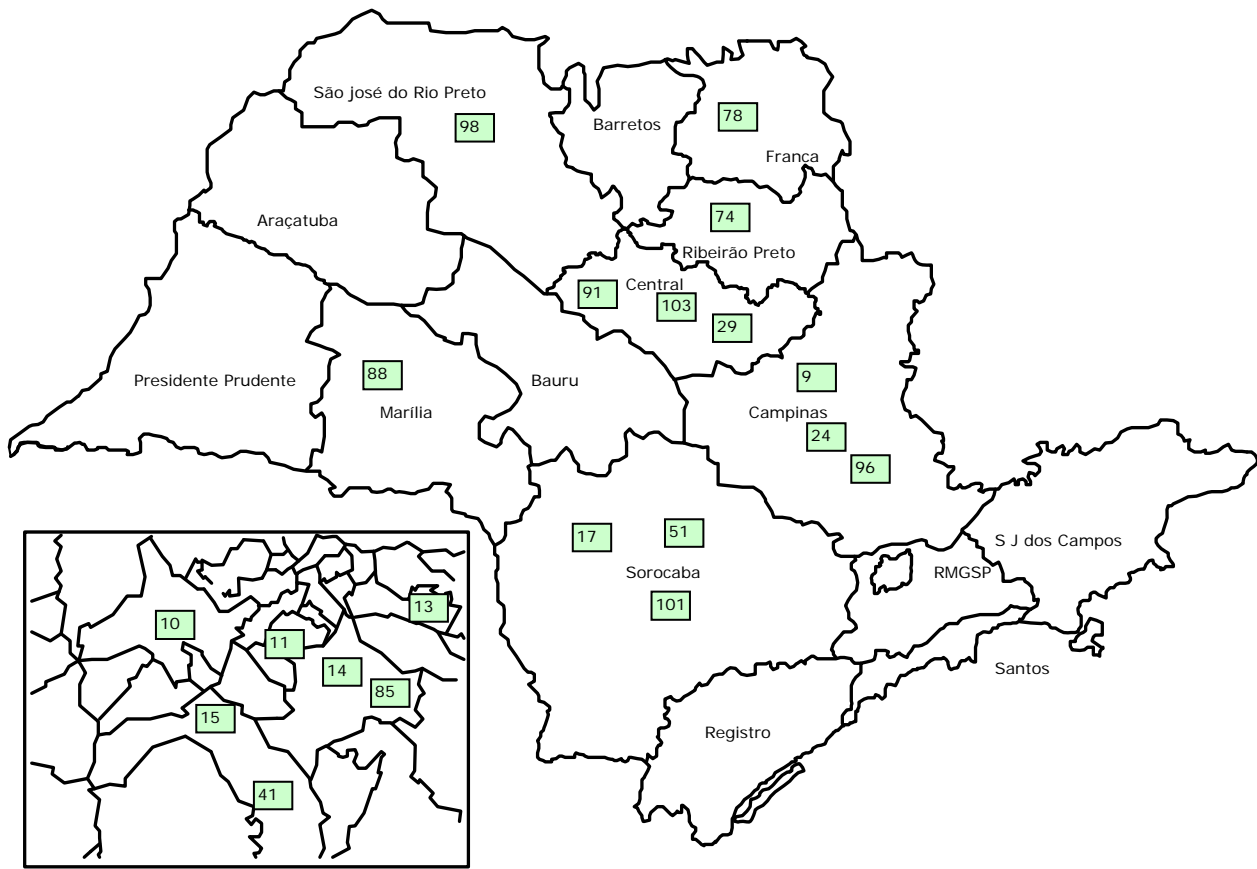 São josé do Rio Preto
98
Barretos
78
Franca
Araçatuba
74
Ribeirão Preto
Central
91
103
29
Presidente Prudente
88
Marília
Bauru
9
Campinas
24
96
17
51
Sorocaba
101
S J dos Campos
RMGSP
Santos
Registro
10
11
13
14
85
15
41